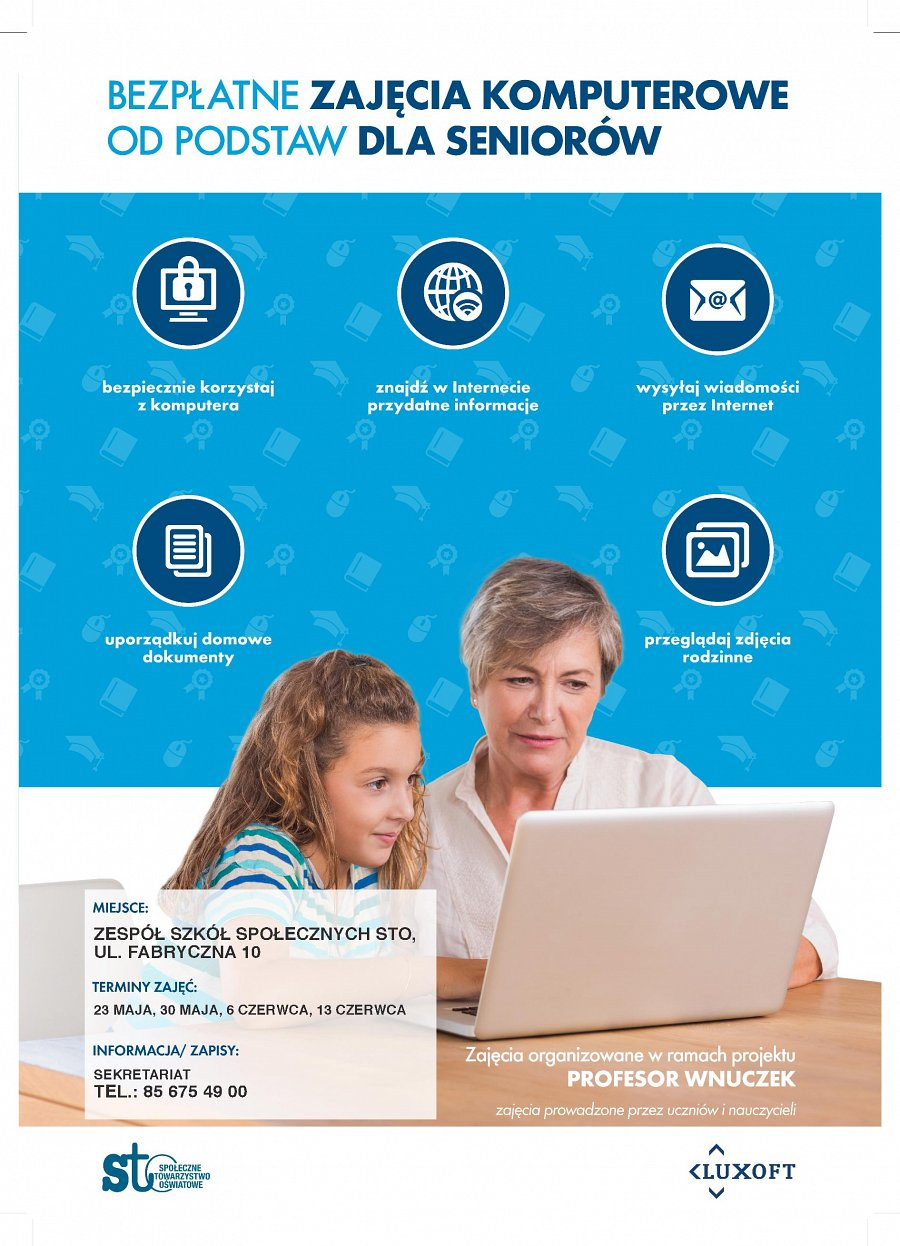 BEZPŁATNE ZAJĘCIA KOMPUTEROWE
OD PODSTAW DLA SENIORÓW
bezpiecznie korzystaj
z komputera
znajdź w Internecie
przydatne informacje
wysyłaj wiadomości
przez Internet
uporządkuj domowe
dokumenty
przeglądaj zdjęcia
rodzinne
MIEJSCE:
ZESPÓŁ SZKÓŁ SPOŁECZNYCH STO,
UL. FABRYCZNA 10
TERMINY ZAJĘĆ:
23 MAJA, 30 MAJA, 6 CZERWCA, 13 CZERWCA
INFORMACJA/ ZAPISY:
SEKRETARIAT
TEL.: 85 675 49 00
Zajęcia organizowane w ramach projektu
PROFESOR WNUCZEK
zajęcia prowadzone przez uczniów i nauczycieli
sto SPOŁECZNE
TOWARZYSTWO
OŚWIATOWE
LUXOFT